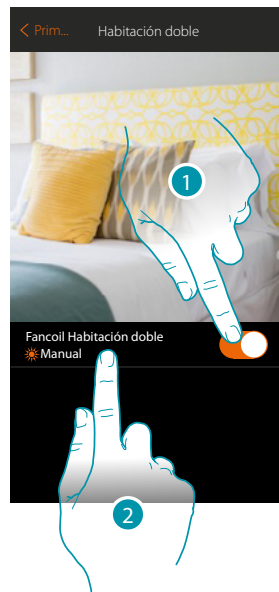 < Prim... Habitación doble
1
Fancoil Habitación doble
Manual
2